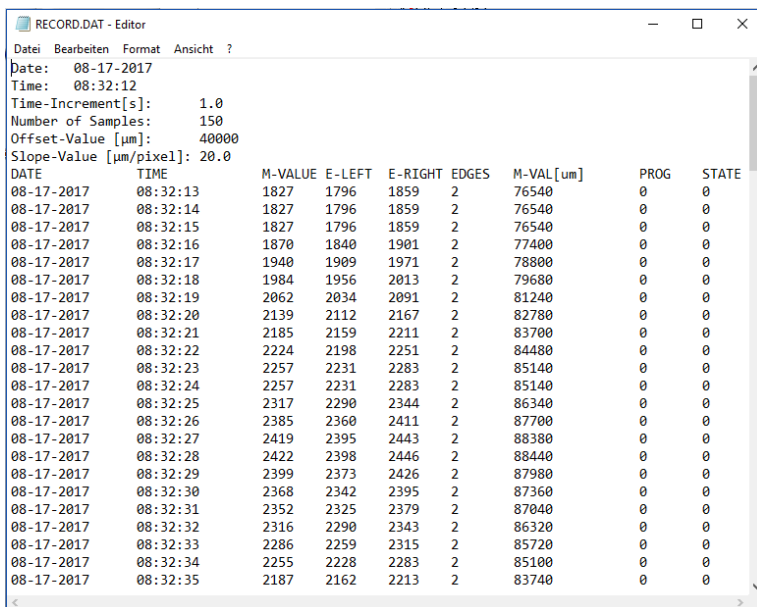 RECORD.DAT - Editor
Datei Bearbeiten Format Ansicht ?
Date: 08-17-2017
Time: 08:32:12
Time-Increment[s]: 1.0
Number of Samples: 150
Offset-Value [µm]: 40000
Slope-Value [µm/pixel]: 20.0
DATE TIME M-VALUE E-LEFT E-RIGHT EDGES M-VAL[um] PROG STATE
08-17-2017 08:32:13 1827 1796 1859 2 76540 0 0
08-17-2017 08:32:14 1827 1796 1859 2 76540 0 0
08-17-2017 08:32:15 1827 1796 1859 2 76540 0 0
08-17-2017 08:32:16 1870 1840 1901 2 77400 0 0
08-17-2017 08:32:17 1940 1909 1971 2 78800 0 0
08-17-2017 08:32:18 1984 1956 2013 2 79680 0 0
08-17-2017 08:32:19 2062 2034 2091 2 81240 0 0
08-17-2017 08:32:20 2139 2112 2167 2 82780 0 0
08-17-2017 08:32:21 2185 2159 2211 2 83700 0 0
08-17-2017 08:32:22 2224 2198 2251 2 84480 0 0
08-17-2017 08:32:23 2257 2231 2283 2 85140 0 0
08-17-2017 08:32:24 2257 2231 2283 2 85140 0 0
08-17-2017 08:32:25 2317 2290 2344 2 86340 0 0
08-17-2017 08:32:26 2385 2360 2411 2 87700 0 0
08-17-2017 08:32:27 2419 2395 2443 2 88380 0 0
08-17-2017 08:32:28 2422 2398 2446 2 88440 0 0
08-17-2017 08:32:29 2399 2373 2426 2 87980 0 0
08-17-2017 08:32:30 2368 2342 2395 2 87360 0 0
08-17-2017 08:32:31 2352 2325 2379 2 87040 0 0
08-17-2017 08:32:32 2316 2290 2343 2 86320 0 0
08-17-2017 08:32:33 2286 2259 2315 2 85720 0 0
08-17-2017 08:32:34 2255 2228 2283 2 85100 0 0
08-17-2017 08:32:35 2187 2162 2213 2 83740 0 0